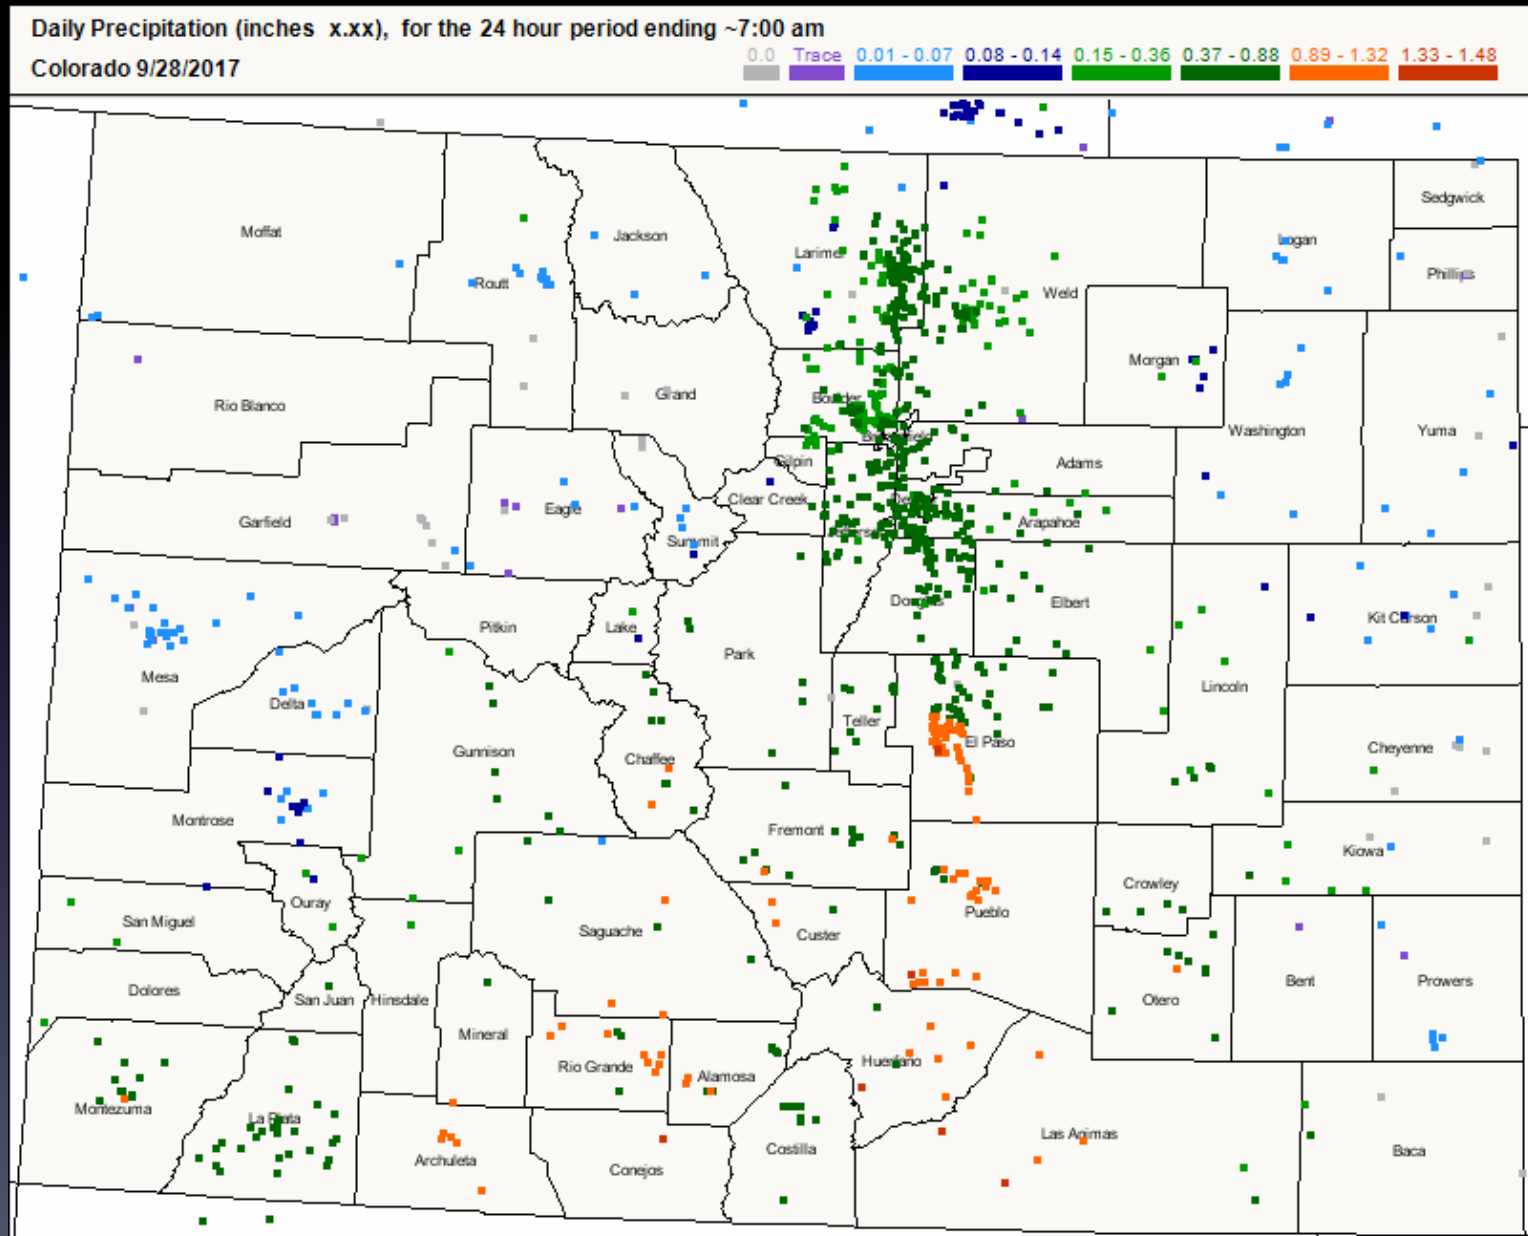 Daily Precipitation (inches x.xx), for the 24 hour period ending ~7:00 am
Colorado 9/28/2017
0.0 Trace 0.01 - 0.07 0.08 - 0.14 0.15 - 0.36 0.37 - 0.88 0.89 - 1.32 1.33 - 1.48
Sedgwick
Moffat
Jackson
Logan
Larimer
Phillips
Routt
Weld
Morgan
Grand
Boulder
Rio Blanco
Broomfield
Washington
Yuma
Gilpin
Adams
Clear Creek
Denver
Eagle
Garfield
Arapahoe
Jefferson
Summit
Douglas
Elbert
Kit Carson
Pitkin
Lake
Park
Mesa
Lincoln
Delta
Teller
El Paso
Gunnison
Chaffee
Cheyenne
Montrose
Fremont
Kiowa
Crowley
Ouray
Pueblo
San Miguel
Saguache
Custer
Dolores
San Juan
Hinsdale
Otero
Bent
Prowers
Mineral
Rio Grande
Huerfano
Alamosa
Montezuma
La Plata
Las Animas
Costilla
Baca
Archuleta
Conejos